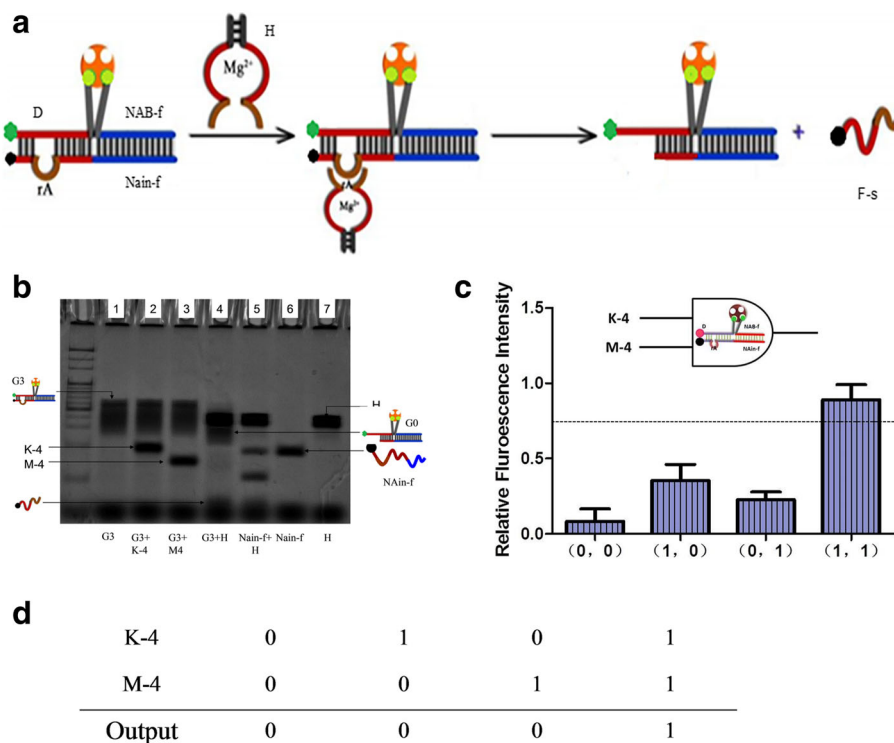 a
H
Mg2+
D
NAB-f
rA
Nain-f
rA
Mg2+
+
F-s
b
1 2 3 4 5 6 7
G3
K-4
M-4
G0
NAin-f
G3 G3+ K-4 G3+ M4 G3+H Nain-f+ H Nain-f H
c
Relative Fluroescence Intensity
1.5
1.0
0.5
0.0
K-4
M-4
D
NAB-f
NAin-f
(0, 0) (1, 0) (0, 1) (1, 1)
d
K-4 0 1 0 1
M-4 0 0 1 1
Output 0 0 0 1